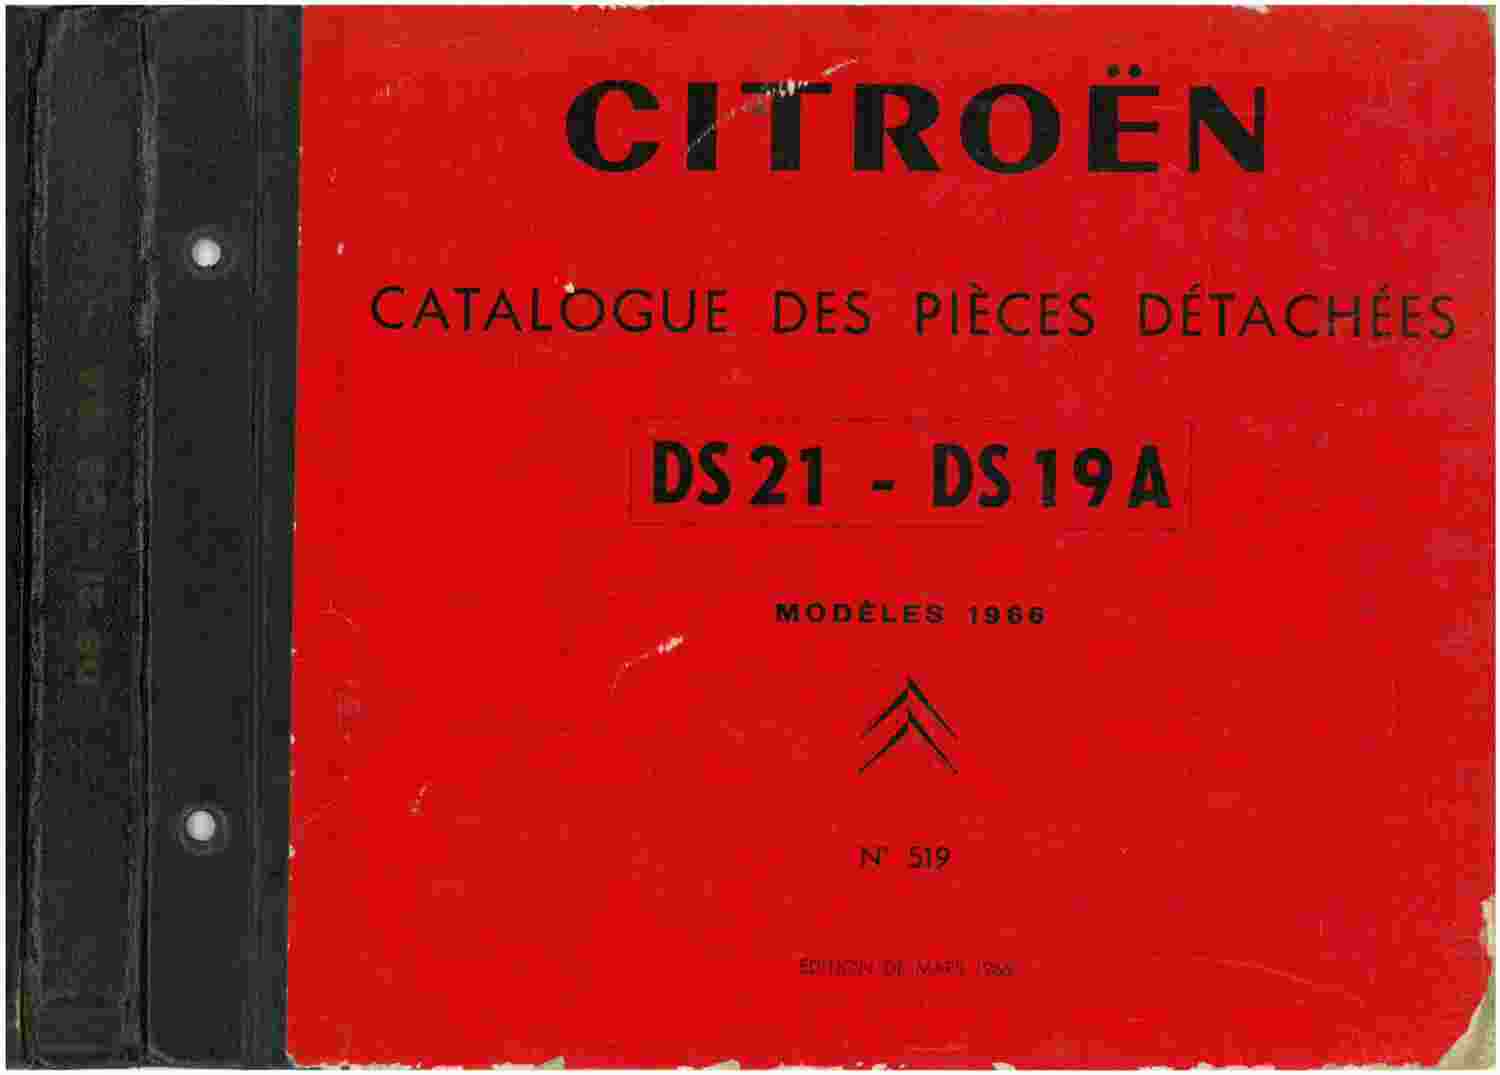 CITROËN
CATALOGUE DES PIÈCES DÉTACHÉES
DS 21 - DS 19 A
MODÈLES 1966
N° 519
ÉDITION DE MARS 1966